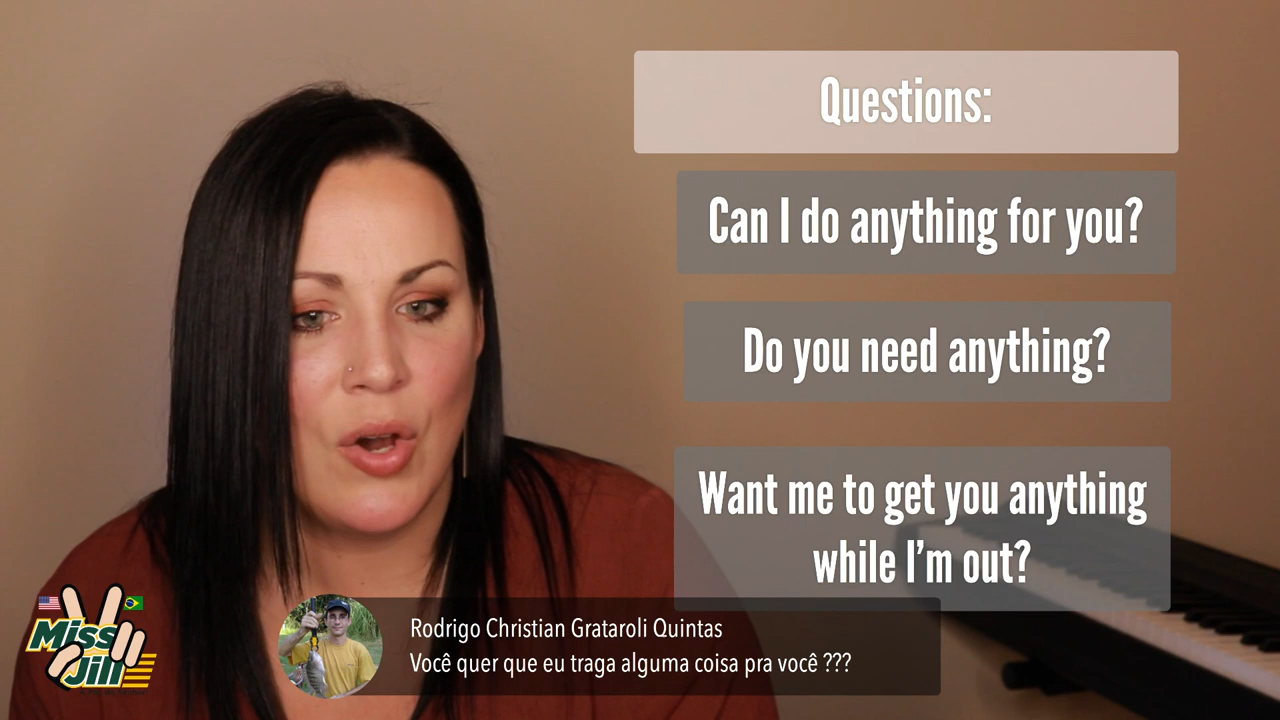 Questions:
Can I do anything for you?
Do you need anything?
Want me to get you anything
while I'm out?
Rodrigo Christian Grataroli Quintas
Você quer que eu traga alguma coisa pra você ???
Miss
Jill